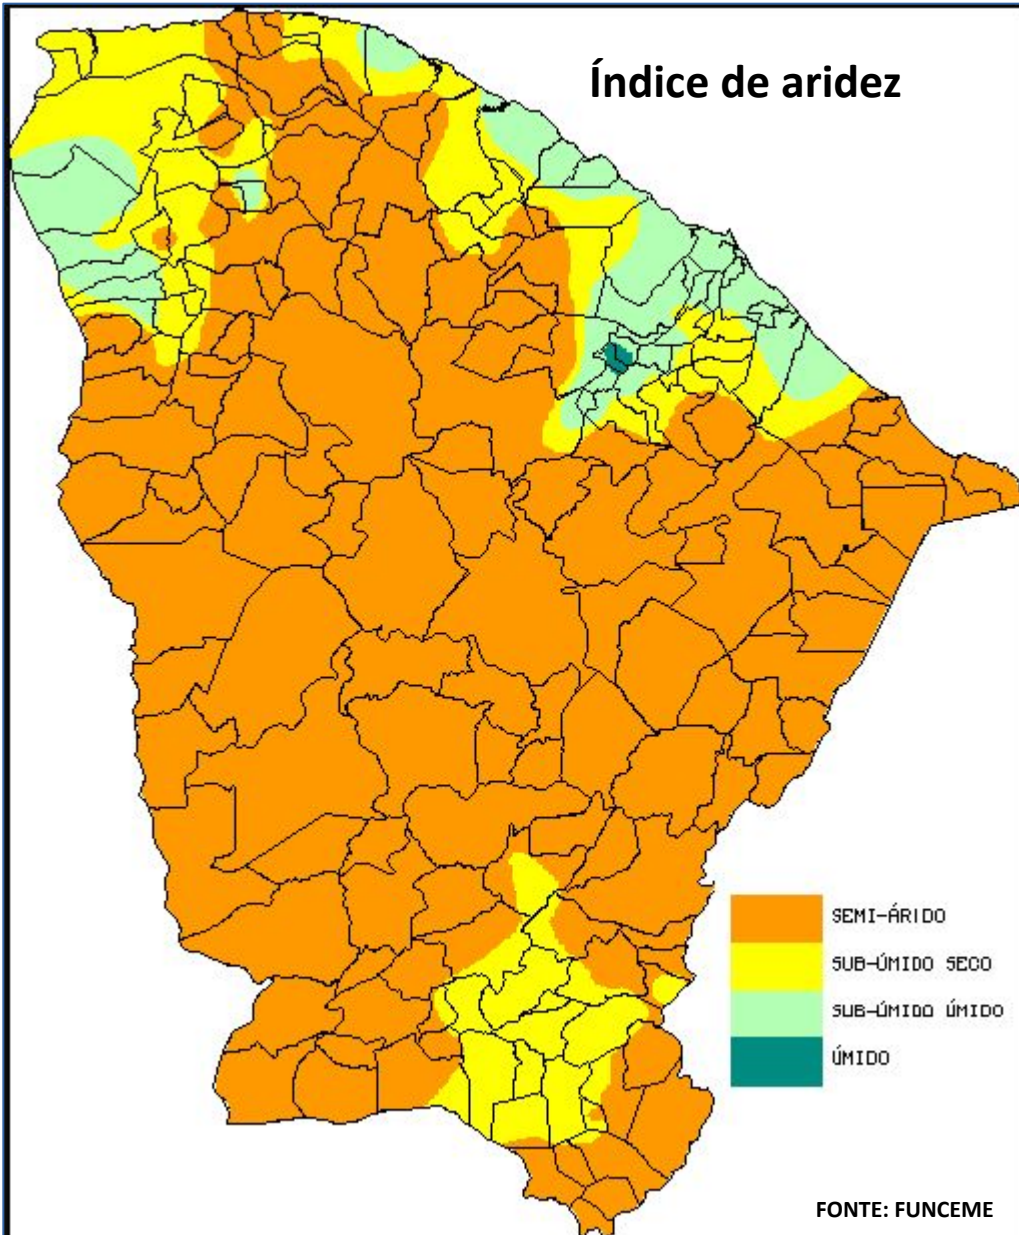 Índice de aridez
SEMI-ÁRIDO
SUB-ÚMIDO SECO
SUB-ÚMIDO ÚMIDO
ÚMIDO
FONTE: FUNCEME